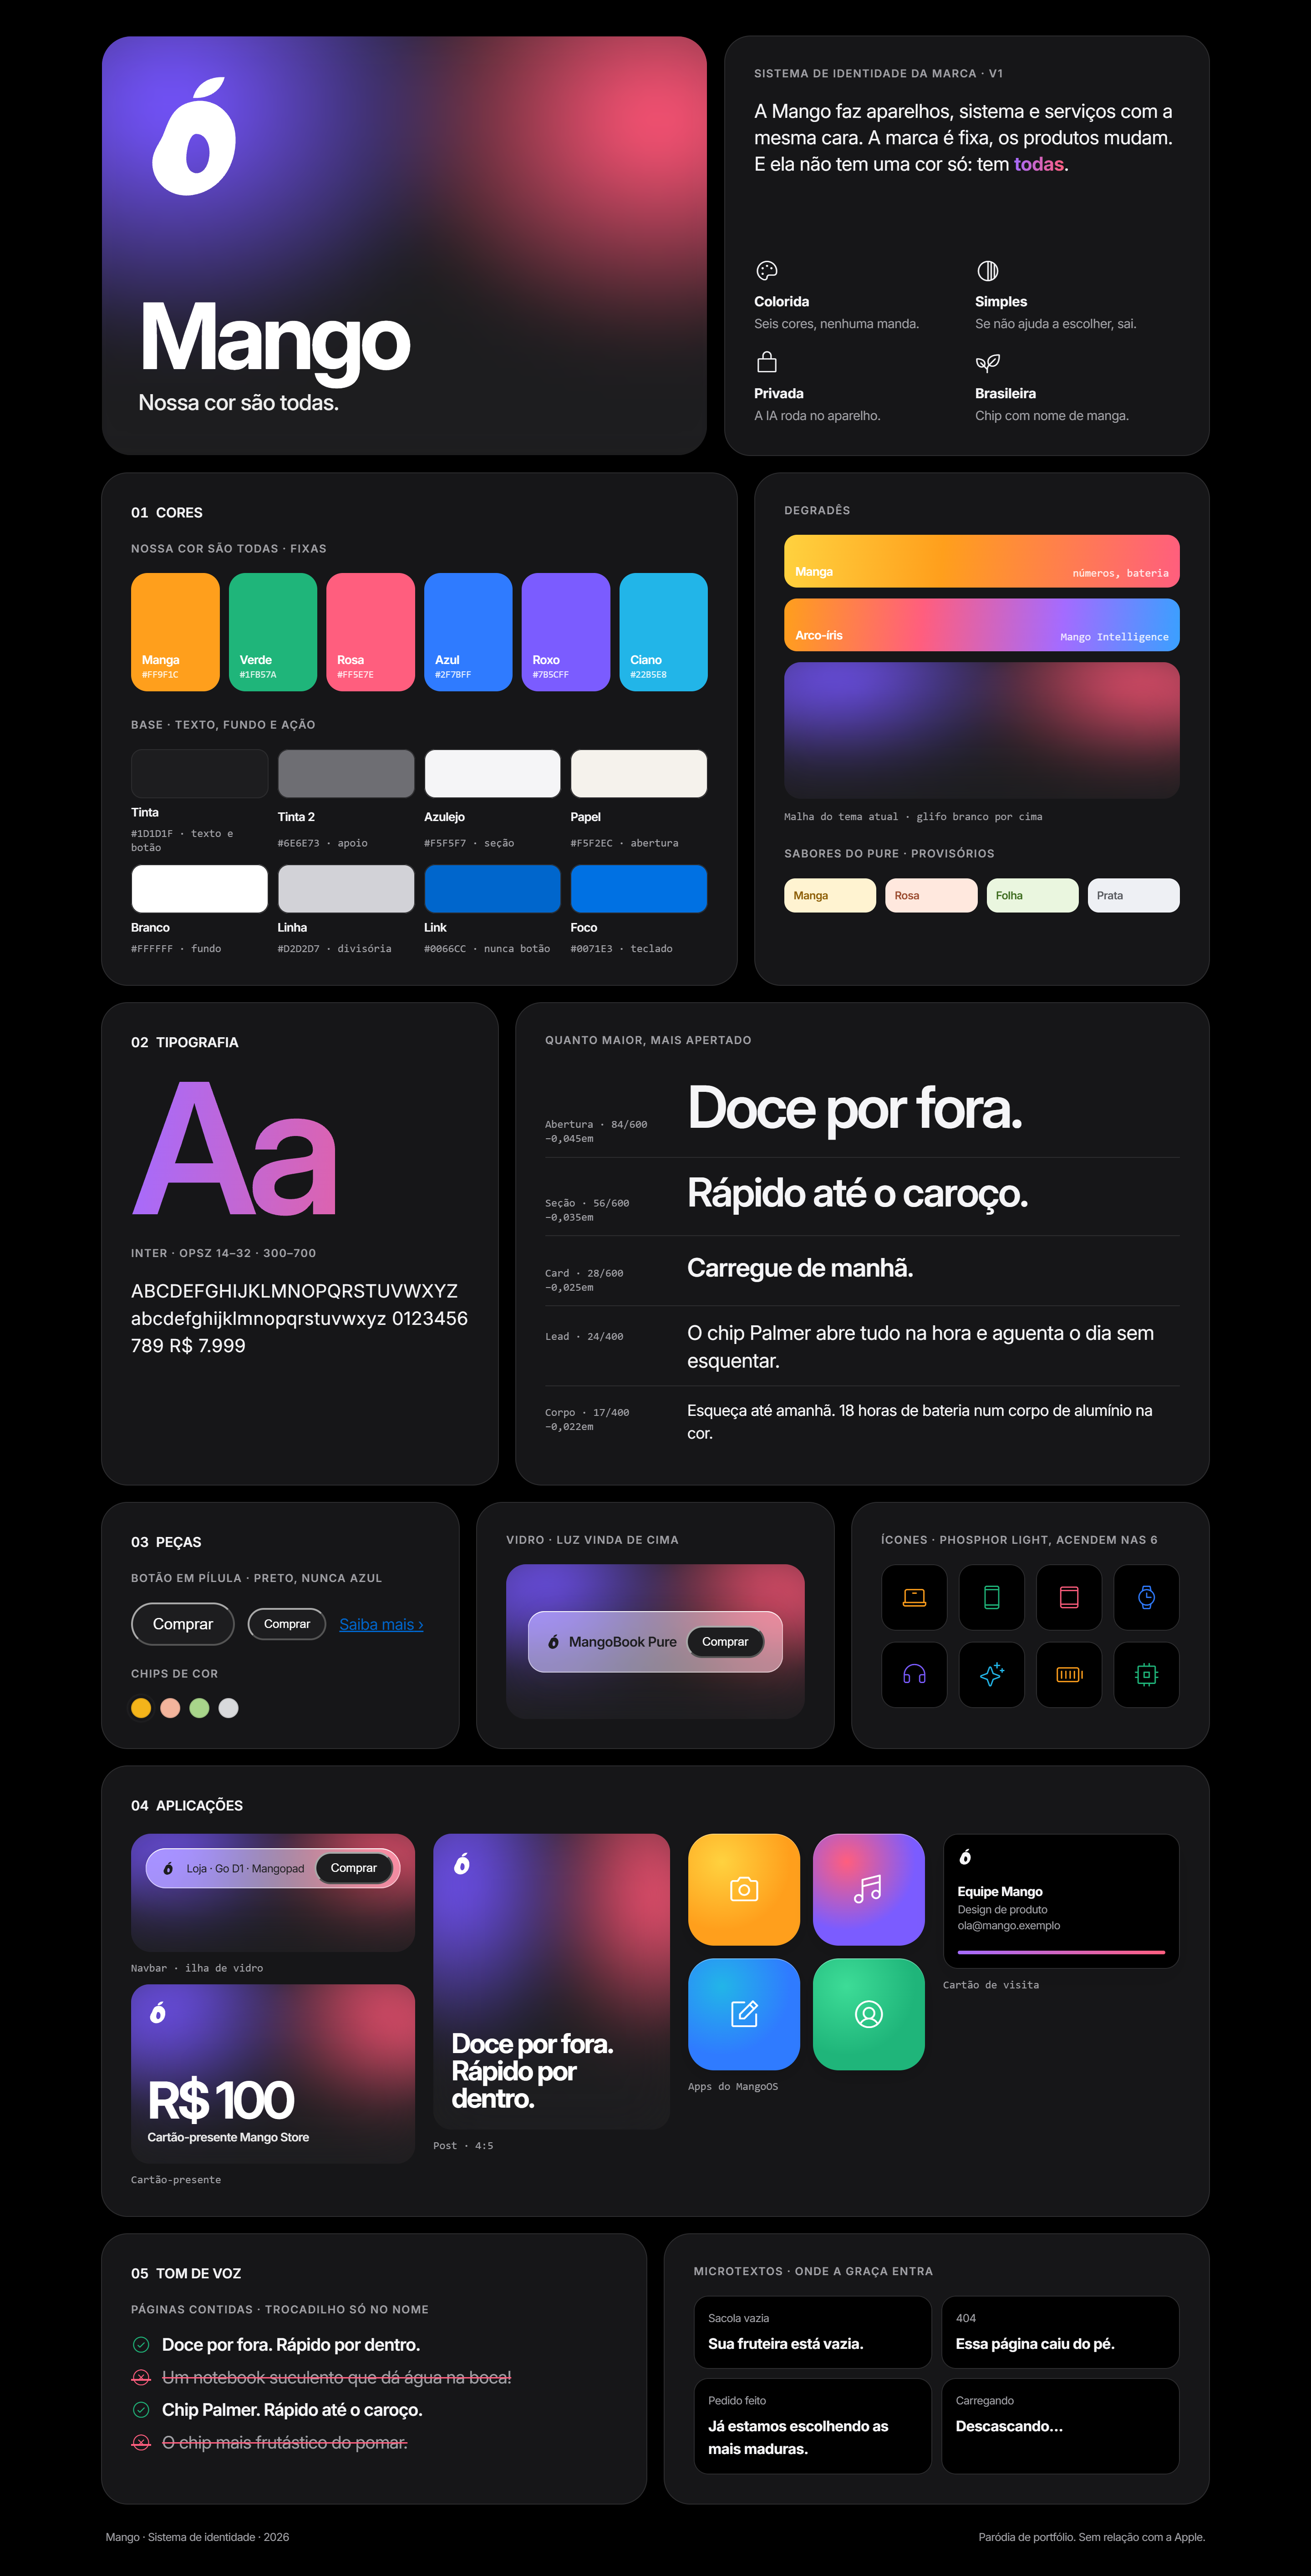 Mango
Nossa cor são todas.
SISTEMA DE IDENTIDADE DA MARCA · V1
A Mango faz aparelhos, sistema e serviços com a
mesma cara. A marca é fixa, os produtos mudam.
E ela não tem uma cor só: tem todas.
Colorida
Seis cores, nenhuma manda.
Simples
Se não ajuda a escolher, sai.
Privada
A IA roda no aparelho.
Brasileira
Chip com nome de manga.
01 CORES
NOSSA COR SÃO TODAS · FIXAS
Manga
#FF9F1C
Verde
#1FB57A
Rosa
#FF5E7E
Azul
#2F7BFF
Roxo
#7B5CFF
Ciano
#22B5E8
BASE · TEXTO, FUNDO E AÇÃO
Tinta
#1D1D1F · texto e
botão
Tinta 2
#6E6E73 · apoio
Azulejo
#F5F5F7 · seção
Papel
#F5F2EC · abertura
Branco
#FFFFFF · fundo
Linha
#D2D2D7 · divisória
Link
#0066CC · nunca botão
Foco
#0071E3 · teclado
DEGRADÊS
Manga
números, bateria
Arco-íris
Mango Intelligence
Malha do tema atual · glifo branco por cima
SABORES DO PURE · PROVISÓRIOS
Manga
Rosa
Folha
Prata
02 TIPOGRAFIA
Aa
INTER · OPSZ 14–32 · 300–700
ABCDEFGHIJKLMNOPQRSTUVWXYZ
abcdefghijklmnopqrstuvwxyz 0123456
789 R$ 7.999
QUANTO MAIOR, MAIS APERTADO
Abertura · 84/600
−0,045em
Doce por fora.
Seção · 56/600
−0,035em
Rápido até o caroço.
Card · 28/600
−0,025em
Carregue de manhã.
Lead · 24/400
O chip Palmer abre tudo na hora e aguenta o dia sem
esquentar.
Corpo · 17/400
−0,022em
Esqueça até amanhã. 18 horas de bateria num corpo de alumínio na
cor.
03 PEÇAS
BOTÃO EM PÍLULA · PRETO, NUNCA AZUL
Comprar
Comprar
Saiba mais ›
CHIPS DE COR
VIDRO · LUZ VINDA DE CIMA
MangoBook Pure
Comprar
ÍCONES · PHOSPHOR LIGHT, ACENDEM NAS 6
04 APLICAÇÕES
Loja · Go D1 · Mangopad
Comprar
Navbar · ilha de vidro
R$ 100
Cartão-presente Mango Store
Cartão-presente
Doce por fora.
Rápido por
dentro.
Post · 4:5
Apps do MangoOS
Equipe Mango
Design de produto
ola@mango.exemplo
Cartão de visita
05 TOM DE VOZ
PÁGINAS CONTIDAS · TROCADILHO SÓ NO NOME
Doce por fora. Rápido por dentro.
Um notebook suculento que dá água na boca!
Chip Palmer. Rápido até o caroço.
O chip mais frutástico do pomar.
MICROTEXTOS · ONDE A GRAÇA ENTRA
Sacola vazia
Sua fruteira está vazia.
404
Essa página caiu do pé.
Pedido feito
Já estamos escolhendo as
mais maduras.
Carregando
Descascando…
Mango · Sistema de identidade · 2026
Paródia de portfólio. Sem relação com a Apple.